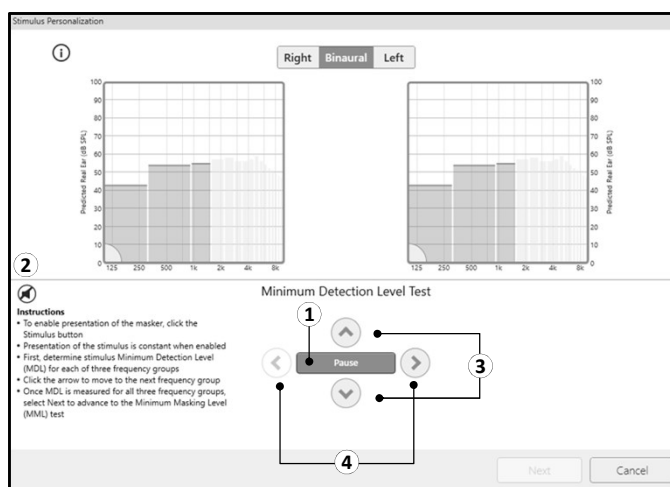 Stimulus Personalization
Right Binaural Left
100
90
80
70
60
50
40
30
20
10
0
Predicted Real Ear (dB SPL)
125 250 500 1k 2k 4k 8k
100
90
80
70
60
50
40
30
20
10
0
Predicted Real Ear (dB SPL)
125 250 500 1k 2k 4k 8k
2
Minimum Detection Level Test
Instructions
• To enable presentation of the masker, click the
Stimulus button
• Presentation of the stimulus is constant when enabled
• First, determine stimulus Minimum Detection Level
(MDL) for each of three frequency groups
• Click the arrow to move to the next frequency group
• Once MDL is measured for all three frequency groups,
select Next to advance to the Minimum Masking Level
(MML) test
1
Pause
3
4
Next Cancel